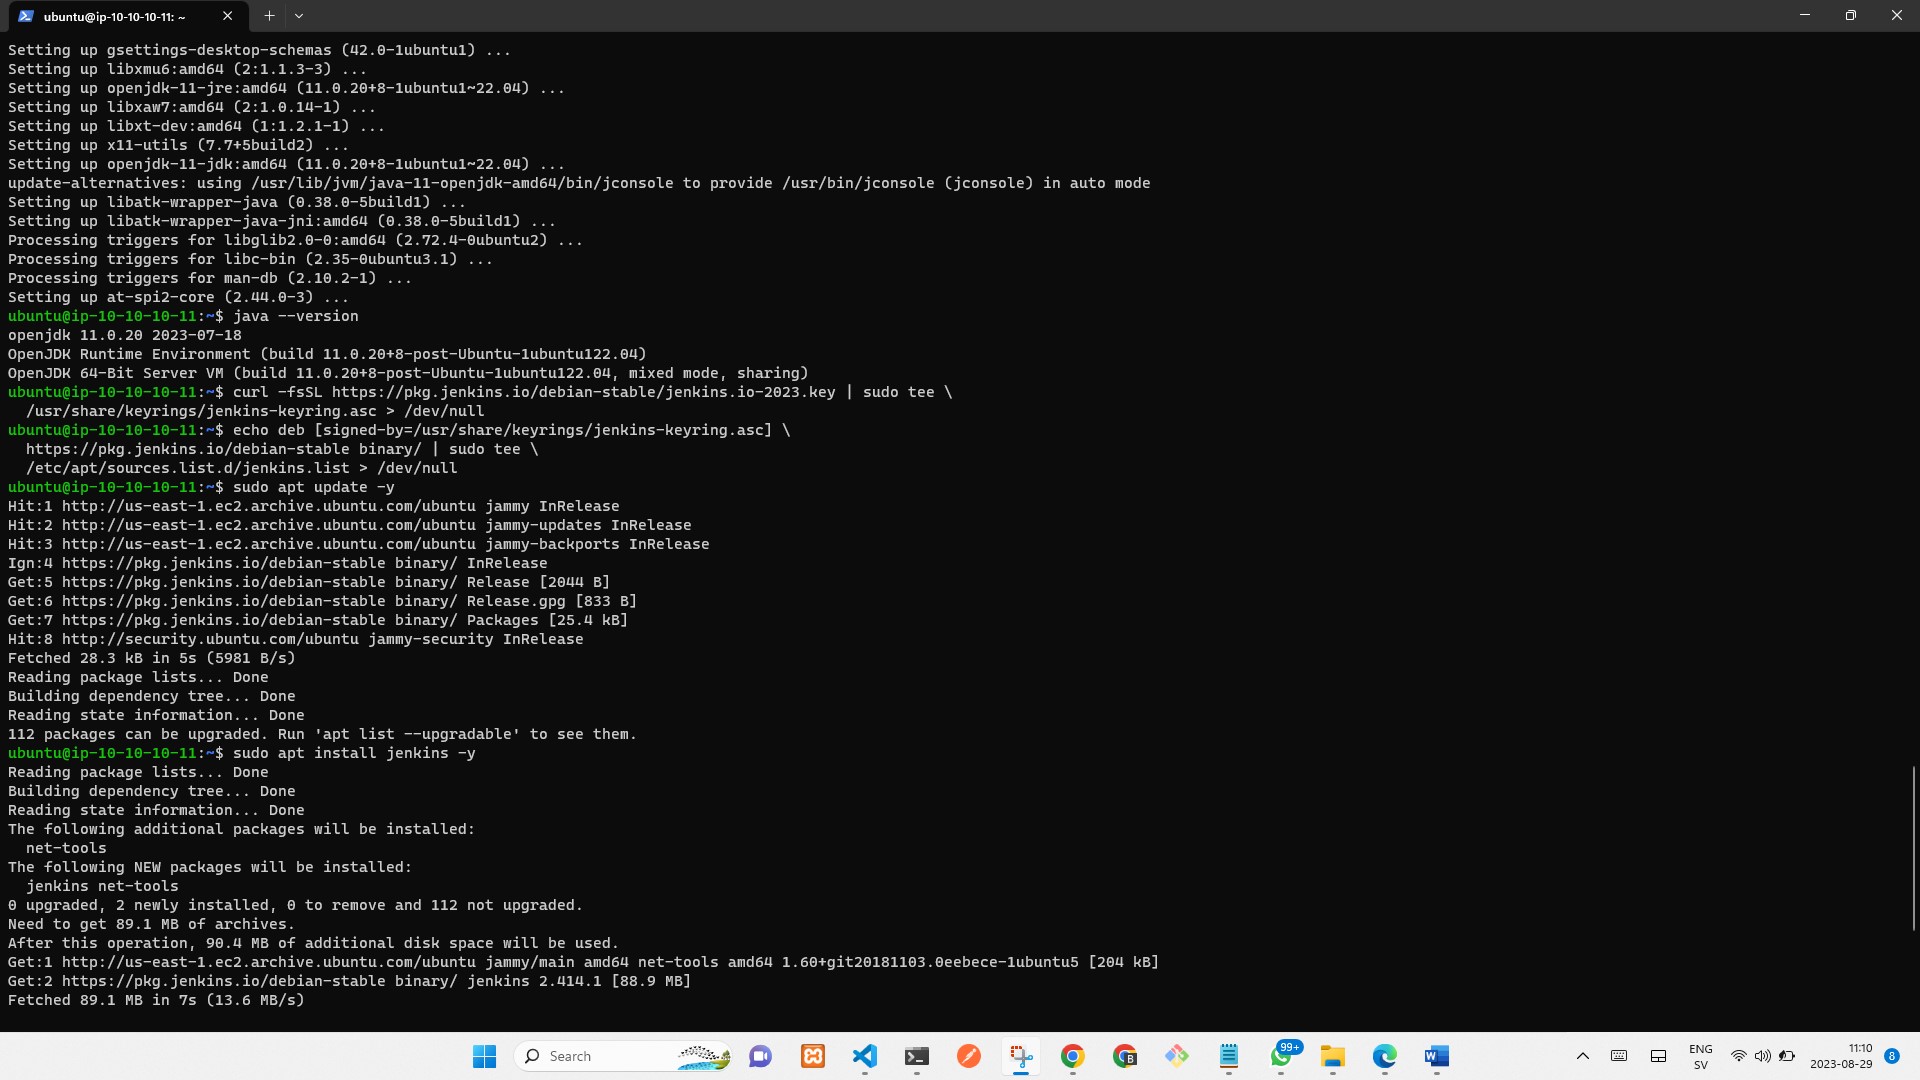 ubuntu@ip-10-10-10-11: ~
Setting up gsettings-desktop-schemas (42.0-1ubuntu1) ...
Setting up libxmu6:amd64 (2:1.1.3-3) ...
Setting up openjdk-11-jre:amd64 (11.0.20+8-1ubuntu1~22.04) ...
Setting up libxaw7:amd64 (2:1.0.14-1) ...
Setting up libxt-dev:amd64 (1:1.2.1-1) ...
Setting up x11-utils (7.7+5build2) ...
Setting up openjdk-11-jdk:amd64 (11.0.20+8-1ubuntu1~22.04) ...
update-alternatives: using /usr/lib/jvm/java-11-openjdk-amd64/bin/jconsole to provide /usr/bin/jconsole (jconsole) in auto mode
Setting up libatk-wrapper-java (0.38.0-5build1) ...
Setting up libatk-wrapper-java-jni:amd64 (0.38.0-5build1) ...
Processing triggers for libglib2.0-0:amd64 (2.72.4-0ubuntu2) ...
Processing triggers for libc-bin (2.35-0ubuntu3.1) ...
Processing triggers for man-db (2.10.2-1) ...
Setting up at-spi2-core (2.44.0-3) ...
ubuntu@ip-10-10-10-11:~$ java --version
openjdk 11.0.20 2023-07-18
OpenJDK Runtime Environment (build 11.0.20+8-post-Ubuntu-1ubuntu122.04)
OpenJDK 64-Bit Server VM (build 11.0.20+8-post-Ubuntu-1ubuntu122.04, mixed mode, sharing)
ubuntu@ip-10-10-10-11:~$ curl -fsSL https://pkg.jenkins.io/debian-stable/jenkins.io-2023.key | sudo tee \
  /usr/share/keyrings/jenkins-keyring.asc > /dev/null
ubuntu@ip-10-10-10-11:~$ echo deb [signed-by=/usr/share/keyrings/jenkins-keyring.asc] \
  https://pkg.jenkins.io/debian-stable binary/ | sudo tee \
  /etc/apt/sources.list.d/jenkins.list > /dev/null
ubuntu@ip-10-10-10-11:~$ sudo apt update -y
Hit:1 http://us-east-1.ec2.archive.ubuntu.com/ubuntu jammy InRelease
Hit:2 http://us-east-1.ec2.archive.ubuntu.com/ubuntu jammy-updates InRelease
Hit:3 http://us-east-1.ec2.archive.ubuntu.com/ubuntu jammy-backports InRelease
Ign:4 https://pkg.jenkins.io/debian-stable binary/ InRelease
Get:5 https://pkg.jenkins.io/debian-stable binary/ Release [2044 B]
Get:6 https://pkg.jenkins.io/debian-stable binary/ Release.gpg [833 B]
Get:7 https://pkg.jenkins.io/debian-stable binary/ Packages [25.4 kB]
Hit:8 http://security.ubuntu.com/ubuntu jammy-security InRelease
Fetched 28.3 kB in 5s (5981 B/s)
Reading package lists... Done
Building dependency tree... Done
Reading state information... Done
112 packages can be upgraded. Run 'apt list --upgradable' to see them.
ubuntu@ip-10-10-10-11:~$ sudo apt install jenkins -y
Reading package lists... Done
Building dependency tree... Done
Reading state information... Done
The following additional packages will be installed:
  net-tools
The following NEW packages will be installed:
  jenkins net-tools
0 upgraded, 2 newly installed, 0 to remove and 112 not upgraded.
Need to get 89.1 MB of archives.
After this operation, 90.4 MB of additional disk space will be used.
Get:1 http://us-east-1.ec2.archive.ubuntu.com/ubuntu jammy/main amd64 net-tools amd64 1.60+git20181103.0eebece-1ubuntu5 [204 kB]
Get:2 https://pkg.jenkins.io/debian-stable binary/ jenkins 2.414.1 [88.9 MB]
Fetched 89.1 MB in 7s (13.6 MB/s)
Search
B
99+
W
ENG
SV
11:10
2023-08-29
8